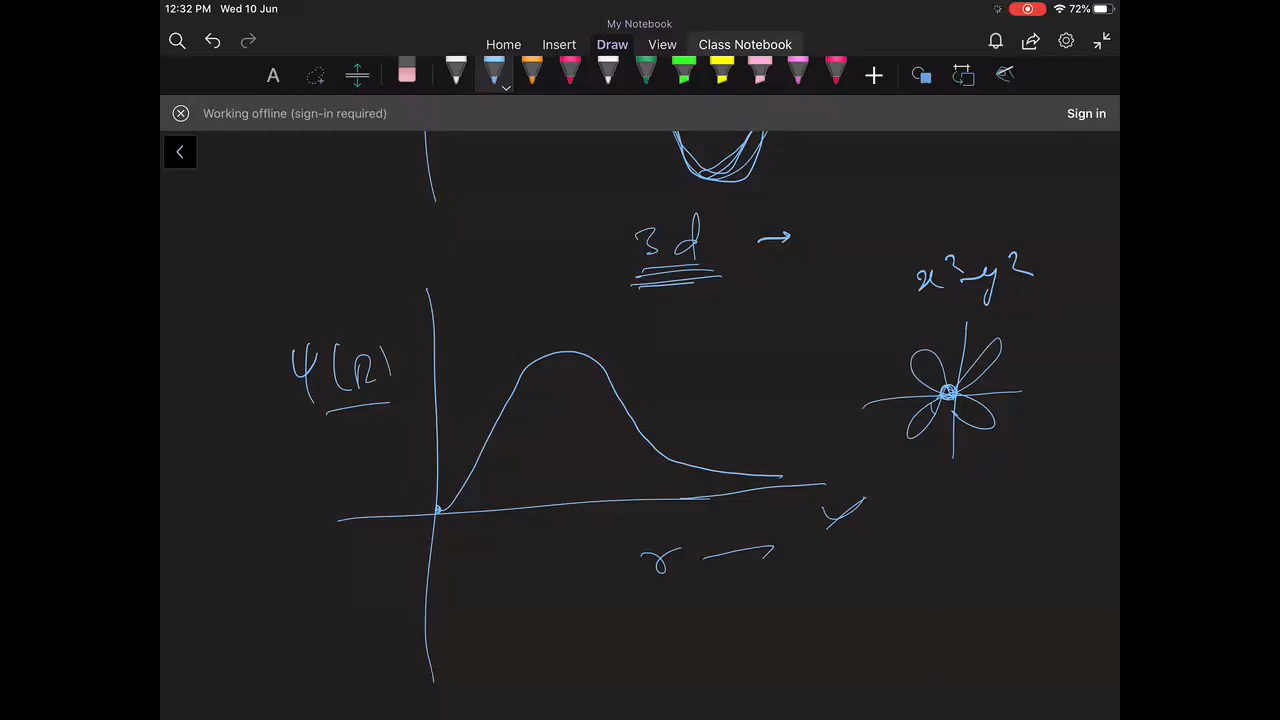 12:32 PM Wed 10 Jun
72%
My Notebook
Home Insert Draw View Class Notebook
A
Working offline (sign-in required)
Sign in
3d →
x²-y²
ψ(R)
r →